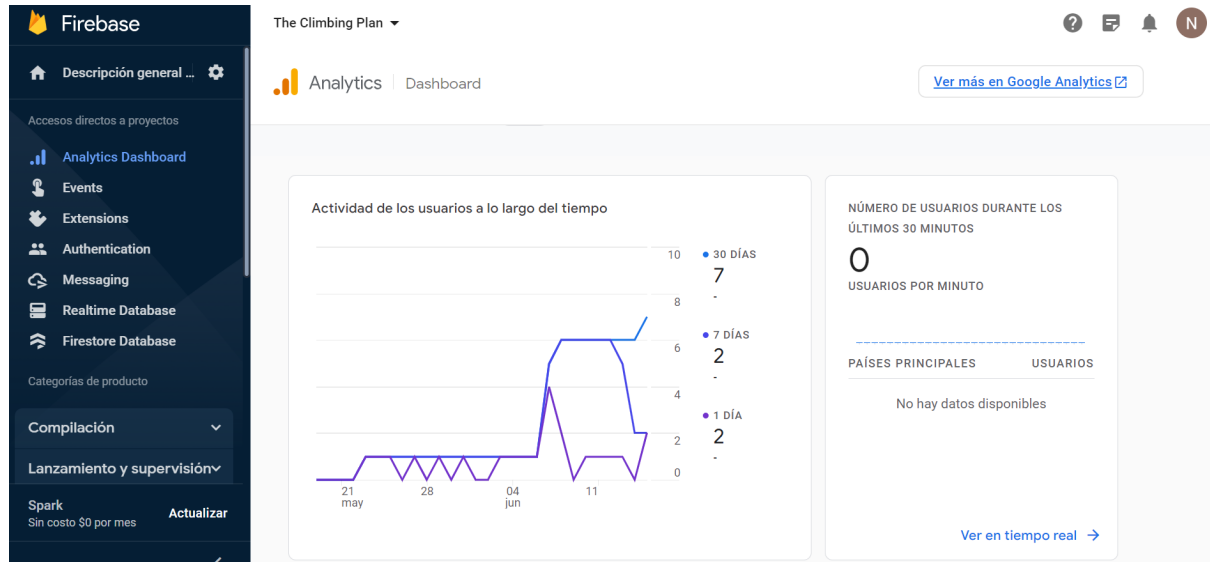 Firebase
Descripción general ...
Accesos directos a proyectos
Analytics Dashboard
Events
Extensions
Authentication
Messaging
Realtime Database
Firestore Database
Categorías de producto
Compilación
Lanzamiento y supervisión
Spark
Sin costo $0 por mes
Actualizar
The Climbing Plan
N
Analytics
Dashboard
Ver más en Google Analytics
Actividad de los usuarios a lo largo del tiempo
10
8
6
4
2
0
21
may
28
04
jun
11
30 DÍAS
7
-
7 DÍAS
2
-
1 DÍA
2
-
NÚMERO DE USUARIOS DURANTE LOS
ÚLTIMOS 30 MINUTOS
0
USUARIOS POR MINUTO
PAÍSES PRINCIPALES USUARIOS
No hay datos disponibles
Ver en tiempo real